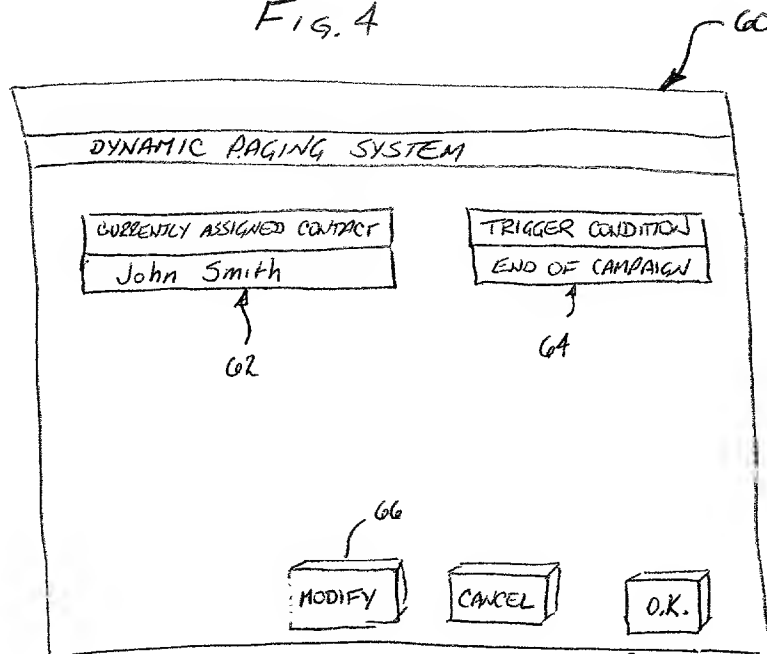 FIG. 4
60
DYNAMIC PAGING SYSTEM
CURRENTLY ASSIGNED CONTACT
John Smith
TRIGGER CONDITION
END OF CAMPAIGN
62
64
66
MODIFY
CANCEL
O.K.